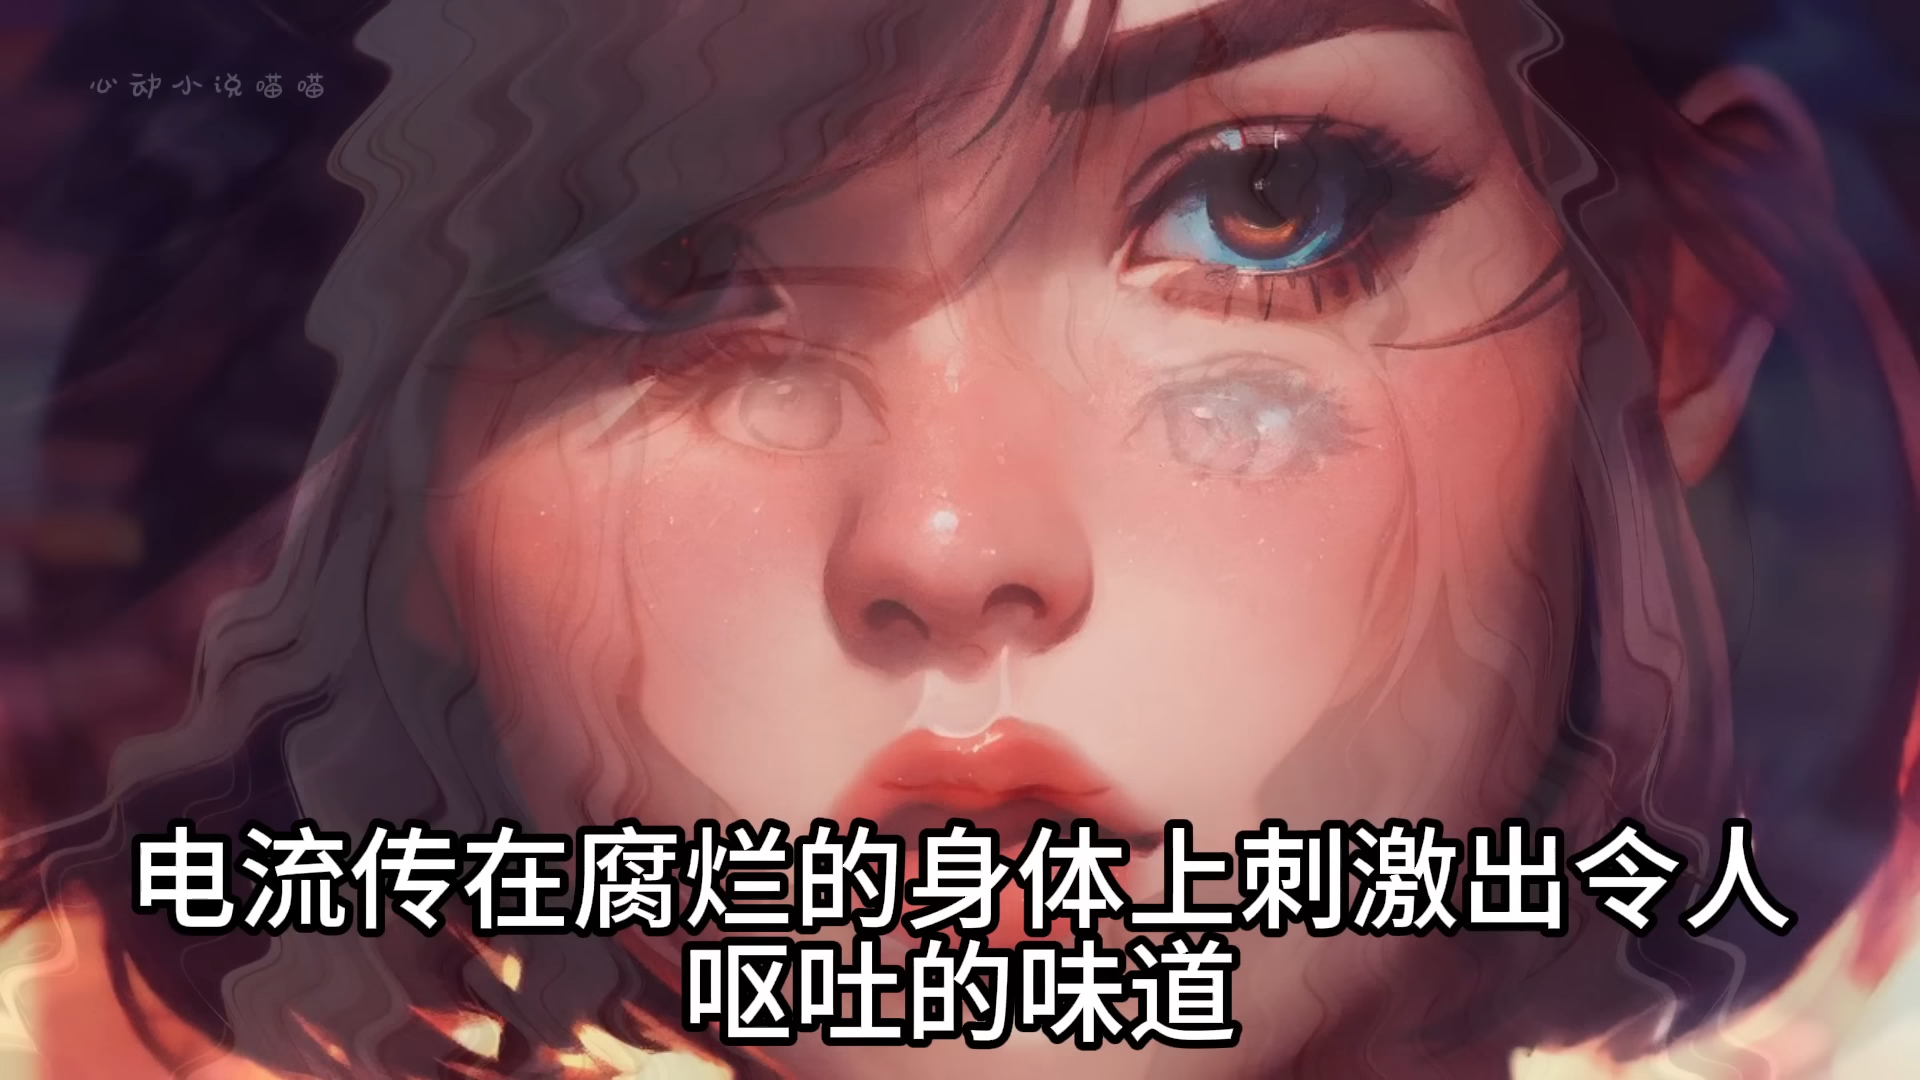 心动小说喵喵
电流传在腐烂的身体上刺激出令人
呕吐的味道